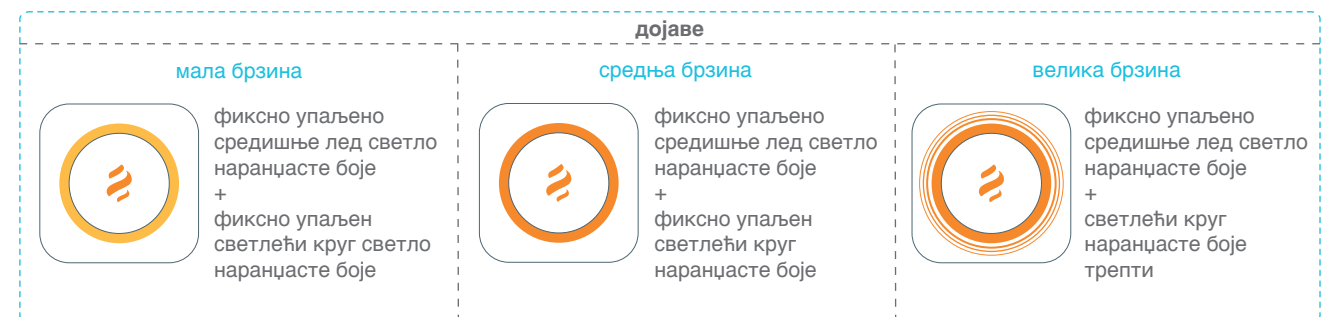 дојаве
мала брзина
фиксно упаљено
средишње лед светло
наранџасте боје
+
фиксно упаљен
светлећи круг светло
наранџасте боје
средња брзина
фиксно упаљено
средишње лед светло
наранџасте боје
+
фиксно упаљен
светлећи круг
наранџасте боје
велика брзина
фиксно упаљено
средишње лед светло
наранџасте боје
+
светлећи круг
наранџасте боје
трепти